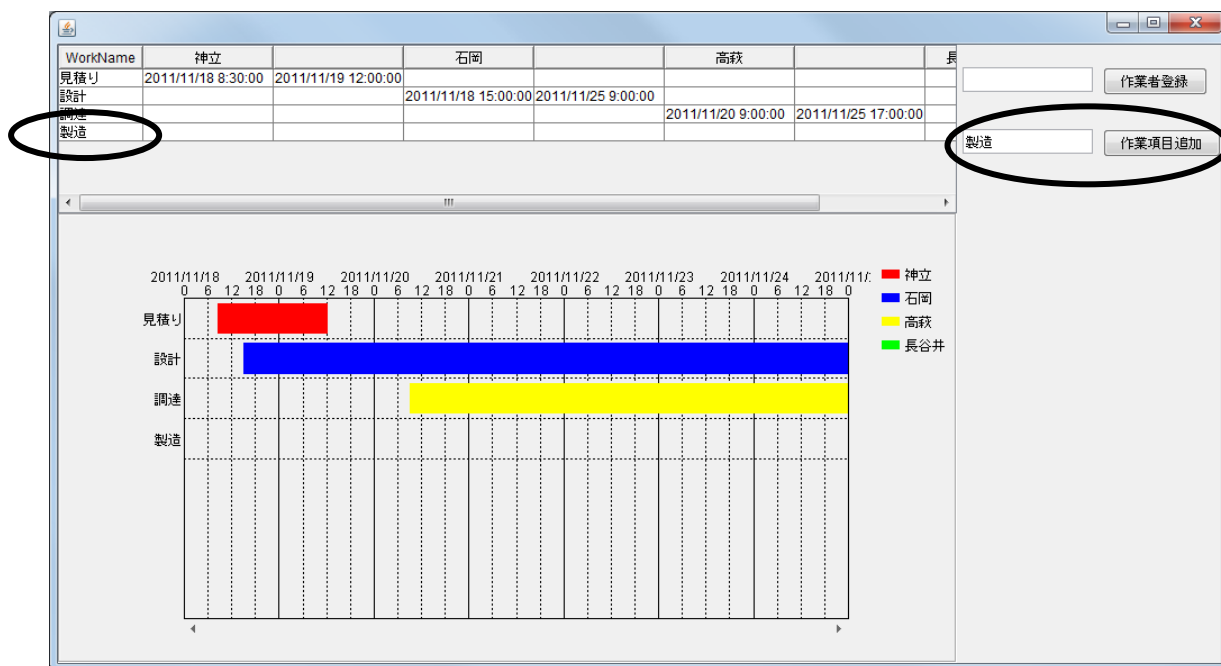 WorkName 神立 石岡 高萩
見積り 2011/11/18 8:30:00 2011/11/19 12:00:00
設計 2011/11/18 15:00:00 2011/11/25 9:00:00
調達 2011/11/20 9:00:00 2011/11/25 17:00:00
製造
作業者登録
製造 作業項目追加
2011/11/18 2011/11/19 2011/11/20 2011/11/21 2011/11/22 2011/11/23 2011/11/24 2011/11/
0 6 12 18 0 6 12 18 0 6 12 18 0 6 12 18 0 6 12 18 0 6 12 18 0 6 12 18 0
見積り
設計
調達
製造
神立
石岡
高萩
長谷井